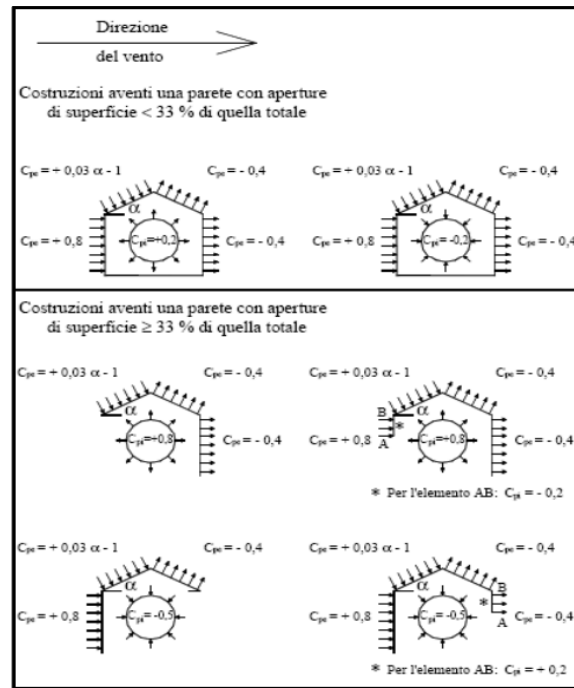 Direzione
del vento
Costruzioni aventi una parete con aperture
di superficie < 33 % di quella totale
Cpe = + 0,03 α - 1
Cpe = - 0,4
Cpe = + 0,03 α - 1
Cpe = - 0,4
α
α
Cpe = + 0,8
Cpi=+0,2
Cpe = - 0,4
Cpe = + 0,8
Cpi= -0,2
Cpe = - 0,4
Costruzioni aventi una parete con aperture
di superficie ≥ 33 % di quella totale
Cpe = + 0,03 α - 1
Cpe = - 0,4
Cpe = + 0,03 α - 1
Cpe = - 0,4
α
B
α
Cpi=+0,8
Cpe = - 0,4
Cpe = + 0,8
*
A
Cpi=+0,8
Cpe = - 0,4
* Per l'elemento AB: Cpi = - 0,2
Cpe = + 0,03 α - 1
Cpe = - 0,4
Cpe = + 0,03 α - 1
Cpe = - 0,4
α
α
B
Cpe = + 0,8
Cpi= -0,5
Cpe = + 0,8
Cpi= -0,5
*
A
Cpe = - 0,4
* Per l'elemento AB: Cpi = + 0,2